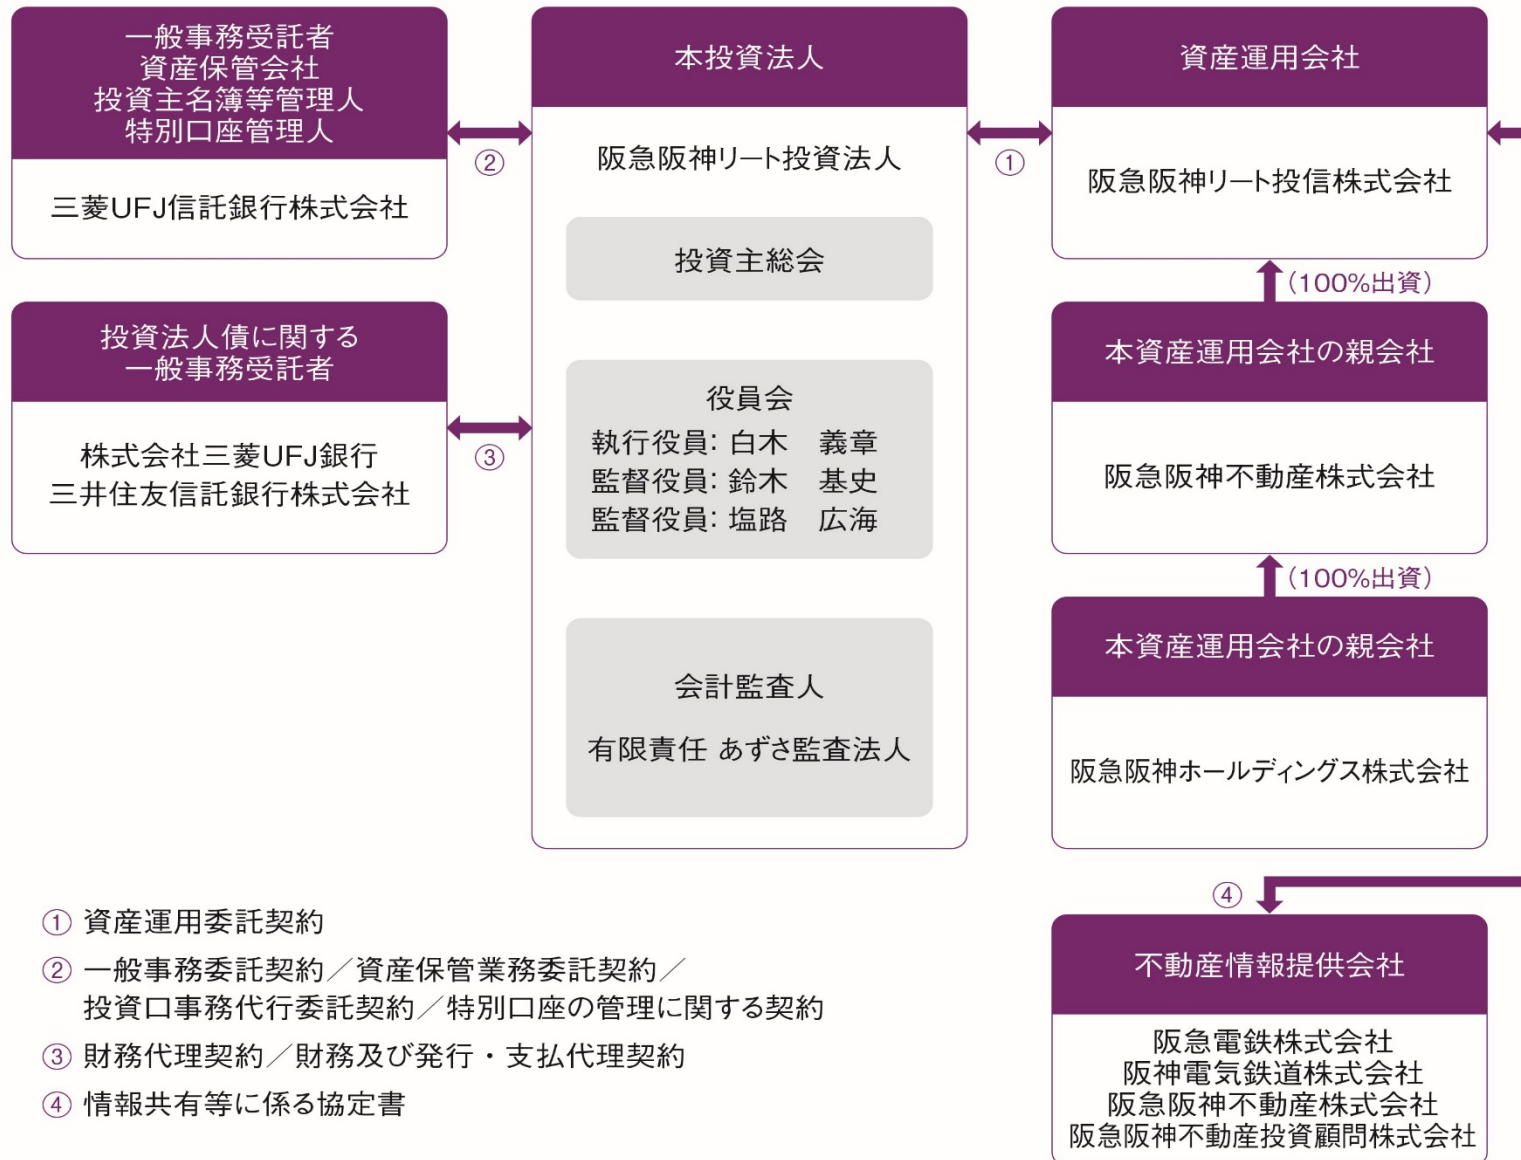 一般事務受託者
資産保管会社
投資主名簿等管理人
特別口座管理人
三菱UFJ信託銀行株式会社
②
投資法人債に関する
一般事務受託者
株式会社三菱UFJ銀行
三井住友信託銀行株式会社
③
本投資法人
阪急阪神リート投資法人
投資主総会
役員会
執行役員：白木　義章
監督役員：鈴木　基史
監督役員：塩路　広海
会計監査人
有限責任 あずさ監査法人
①
資産運用会社
阪急阪神リート投信株式会社
（100%出資）
本資産運用会社の親会社
阪急阪神不動産株式会社
（100%出資）
本資産運用会社の親会社
阪急阪神ホールディングス株式会社
④
不動産情報提供会社
阪急電鉄株式会社
阪神電気鉄道株式会社
阪急阪神不動産株式会社
阪急阪神不動産投資顧問株式会社
① 資産運用委託契約
② 一般事務委託契約／資産保管業務委託契約／
投資口事務代行委託契約／特別口座の管理に関する契約
③ 財務代理契約／財務及び発行・支払代理契約
④ 情報共有等に係る協定書